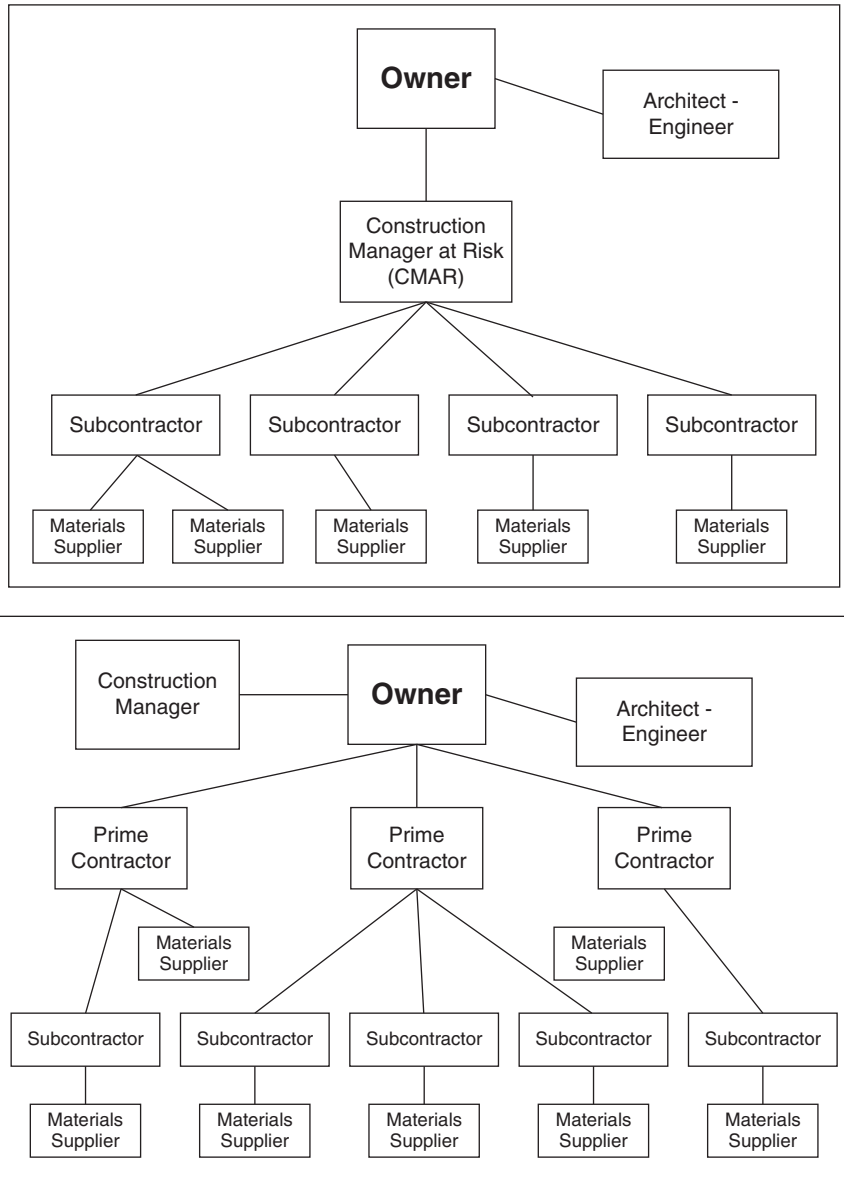 Owner
Architect -
Engineer
Construction
Manager at Risk
(CMAR)
Subcontractor
Subcontractor
Subcontractor
Subcontractor
Materials
Supplier
Materials
Supplier
Materials
Supplier
Materials
Supplier
Materials
Supplier
Construction
Manager
Owner
Architect -
Engineer
Prime
Contractor
Prime
Contractor
Prime
Contractor
Materials
Supplier
Materials
Supplier
Subcontractor
Subcontractor
Subcontractor
Subcontractor
Subcontractor
Materials
Supplier
Materials
Supplier
Materials
Supplier
Materials
Supplier
Materials
Supplier